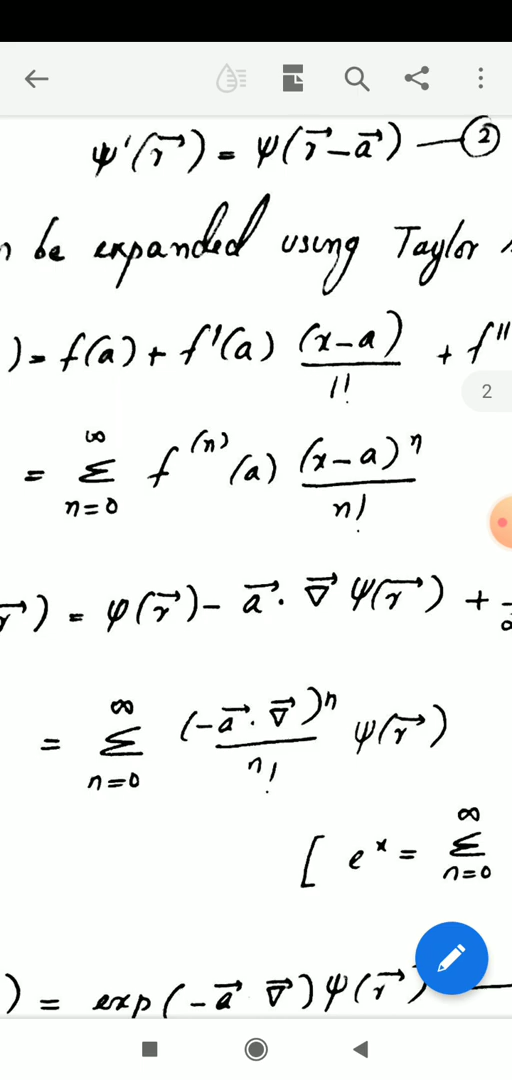 ψ'(r⃗) = ψ(r⃗ - a⃗) — ②
n be expanded using Taylor
) = f(a) + f'(a) (x-a)/1! + f''
2
= Σ_{n=0}^{∞} f^{(n)}(a) (x-a)^n/n!
r⃗) = ψ(r⃗) - a⃗·∇⃗ ψ(r⃗) +
= Σ_{n=0}^{∞} (-a⃗·∇⃗)^n/n! ψ(r⃗)
[ e^x = Σ_{n=0}^{∞}
) = exp(-a⃗ ∇⃗)ψ(r⃗) —